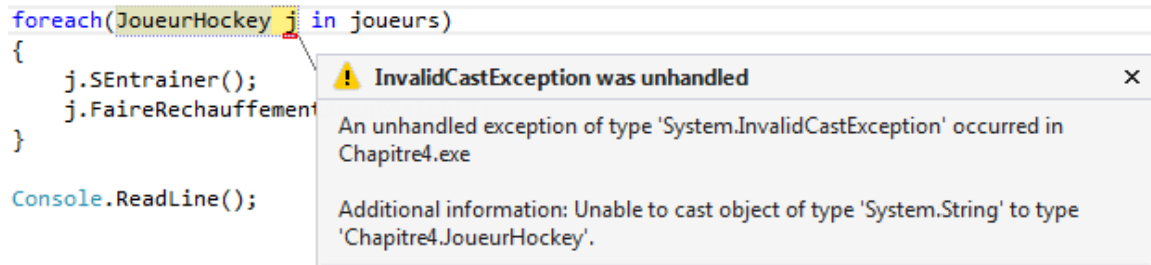 foreach(JoueurHockey j in joueurs)
{
j.SEntrainer();
j.FaireRechauffement
}
Console.ReadLine();
InvalidCastException was unhandled
An unhandled exception of type 'System.InvalidCastException' occurred in
Chapitre4.exe
Additional information: Unable to cast object of type 'System.String' to type
'Chapitre4.JoueurHockey'.